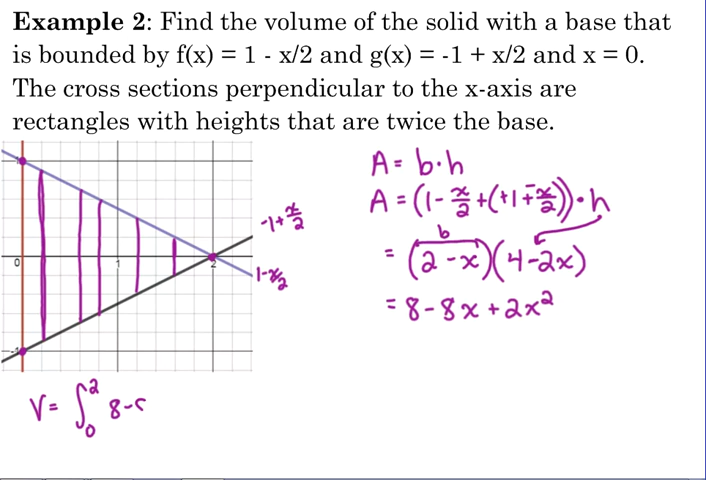 Example 2: Find the volume of the solid with a base that
is bounded by f(x) = 1 - x/2 and g(x) = -1 + x/2 and x = 0.
The cross sections perpendicular to the x-axis are
rectangles with heights that are twice the base.
A = b·h
A = (1 - x/2 + (+1 + -x/2))·h
b
= (2 - x)(4 - 2x)
= 8 - 8x + 2x²
-1 + x/2
0 1 2
1 - x/2
-1
V = ∫₀² 8 -